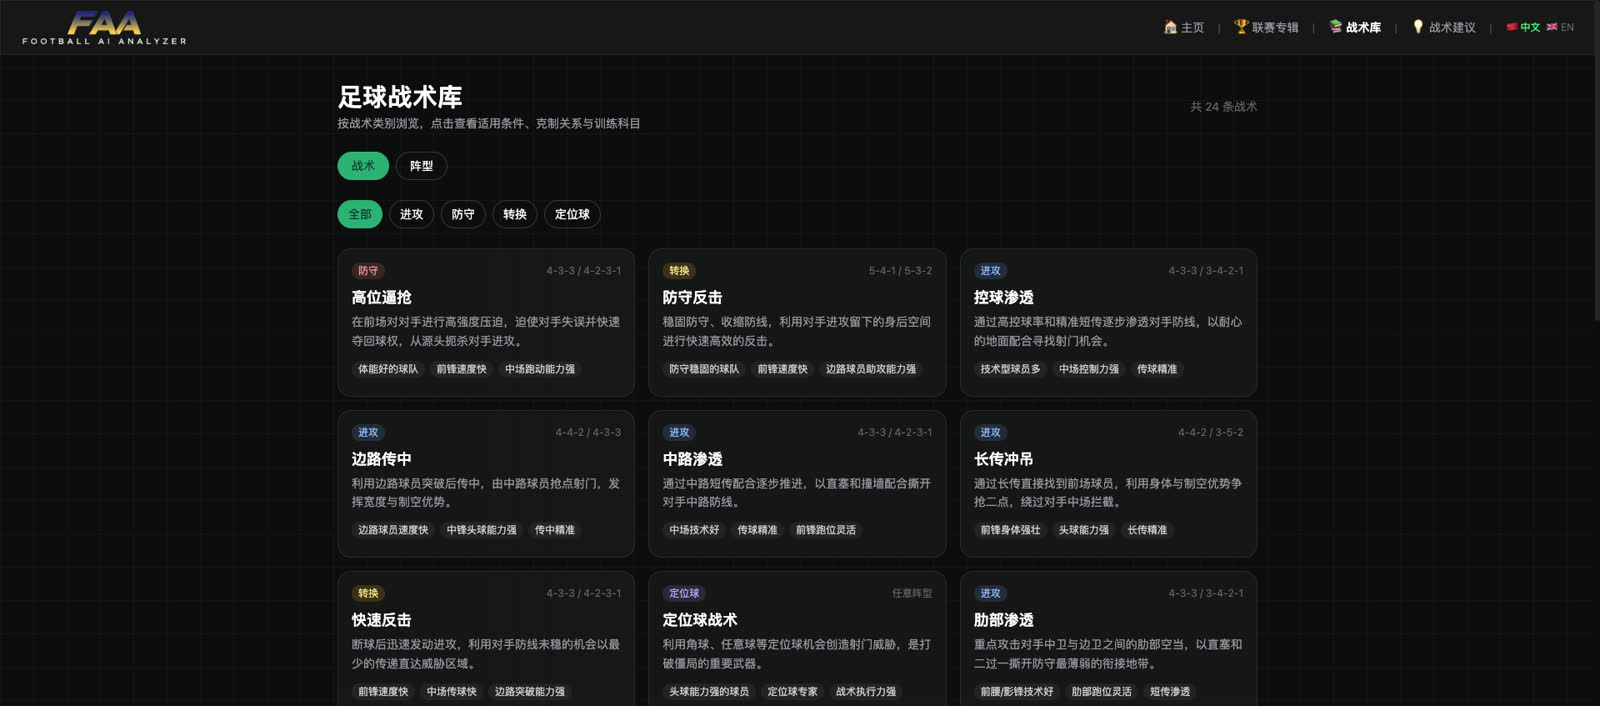 FAA
FOOTBALL AI ANALYZER
主页 | 联赛专辑 | 战术库 | 战术建议 | 中文 EN
足球战术库
共 24 条战术
按战术类别浏览，点击查看适用条件、克制关系与训练科目
战术 阵型
全部 进攻 防守 转换 定位球
防守 4-3-3 / 4-2-3-1
高位逼抢
在前场对对手进行高强度压迫，迫使对手失误并快速
夺回球权，从源头扼杀对手进攻。
体能好的球队 前锋速度快 中场跑动能力强
转换 5-4-1 / 5-3-2
防守反击
稳固防守、收缩防线，利用对手进攻留下的身后空间
进行快速高效的反击。
防守稳固的球队 前锋速度快 边路球员助攻能力强
进攻 4-3-3 / 3-4-2-1
控球渗透
通过高控球率和精准短传逐步渗透对手防线，以耐心
的地面配合寻找射门机会。
技术型球员多 中场控制力强 传球精准
进攻 4-4-2 / 4-3-3
边路传中
利用边路球员突破后传中，由中路球员抢点射门，发
挥宽度与制空优势。
边路球员速度快 中锋头球能力强 传中精准
进攻 4-3-3 / 4-2-3-1
中路渗透
通过中路短传配合逐步推进，以直塞和撞墙配合撕开
对手中路防线。
中场技术好 传球精准 前锋跑位灵活
进攻 4-4-2 / 3-5-2
长传冲吊
通过长传直接找到前场球员，利用身体与制空优势争
抢二点，绕过对手中场拦截。
前锋身体强壮 头球能力强 长传精准
转换 4-3-3 / 4-2-3-1
快速反击
断球后迅速发动进攻，利用对手防线未稳的机会以最
少的传递直达威胁区域。
前锋速度快 中场传球快 边路突破能力强
定位球 任意阵型
定位球战术
利用角球、任意球等定位球机会创造射门威胁，是打
破僵局的重要武器。
头球能力强的球员 定位球专家 战术执行力强
进攻 4-3-3 / 3-4-2-1
肋部渗透
重点攻击对手中卫与边卫之间的肋部空当，以直塞和
二过一撕开防守最薄弱的衔接地带。
前腰/影锋技术好 肋部跑位灵活 短传渗透